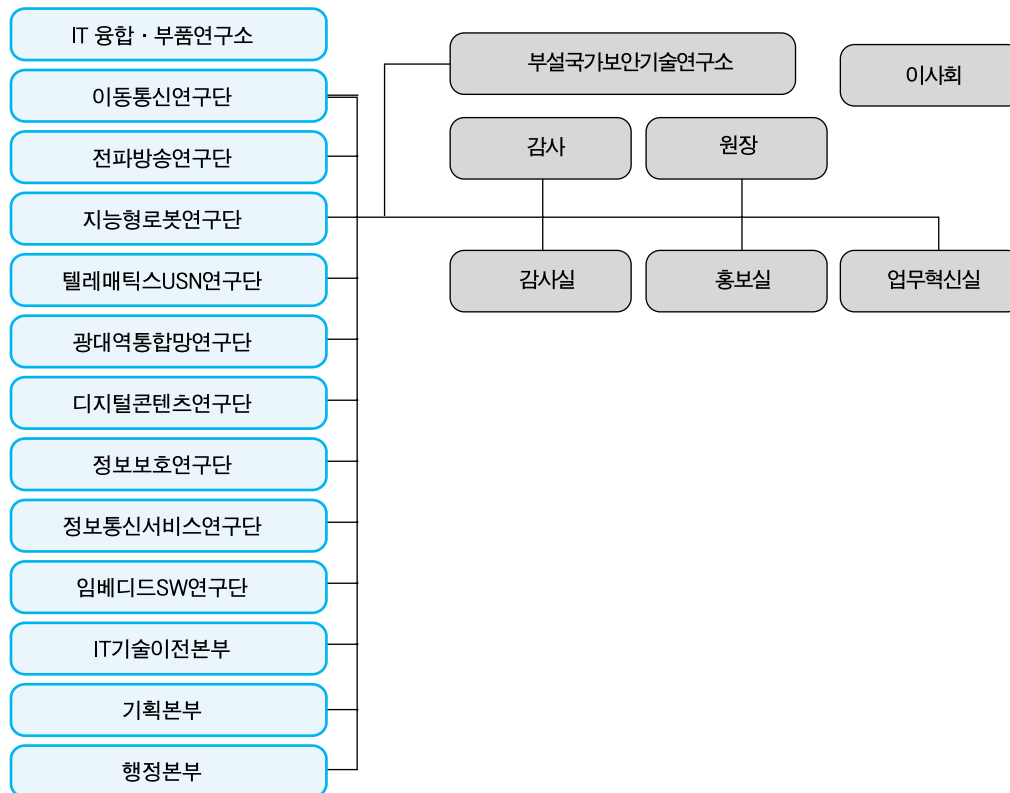 IT 융합 · 부품연구소
이동통신연구단
전파방송연구단
지능형로봇연구단
텔레매틱스USN연구단
광대역통합망연구단
디지털콘텐츠연구단
정보보호연구단
정보통신서비스연구단
임베디드SW연구단
IT기술이전본부
기획본부
행정본부
부설국가보안기술연구소
이사회
감사
원장
감사실
홍보실
업무혁신실